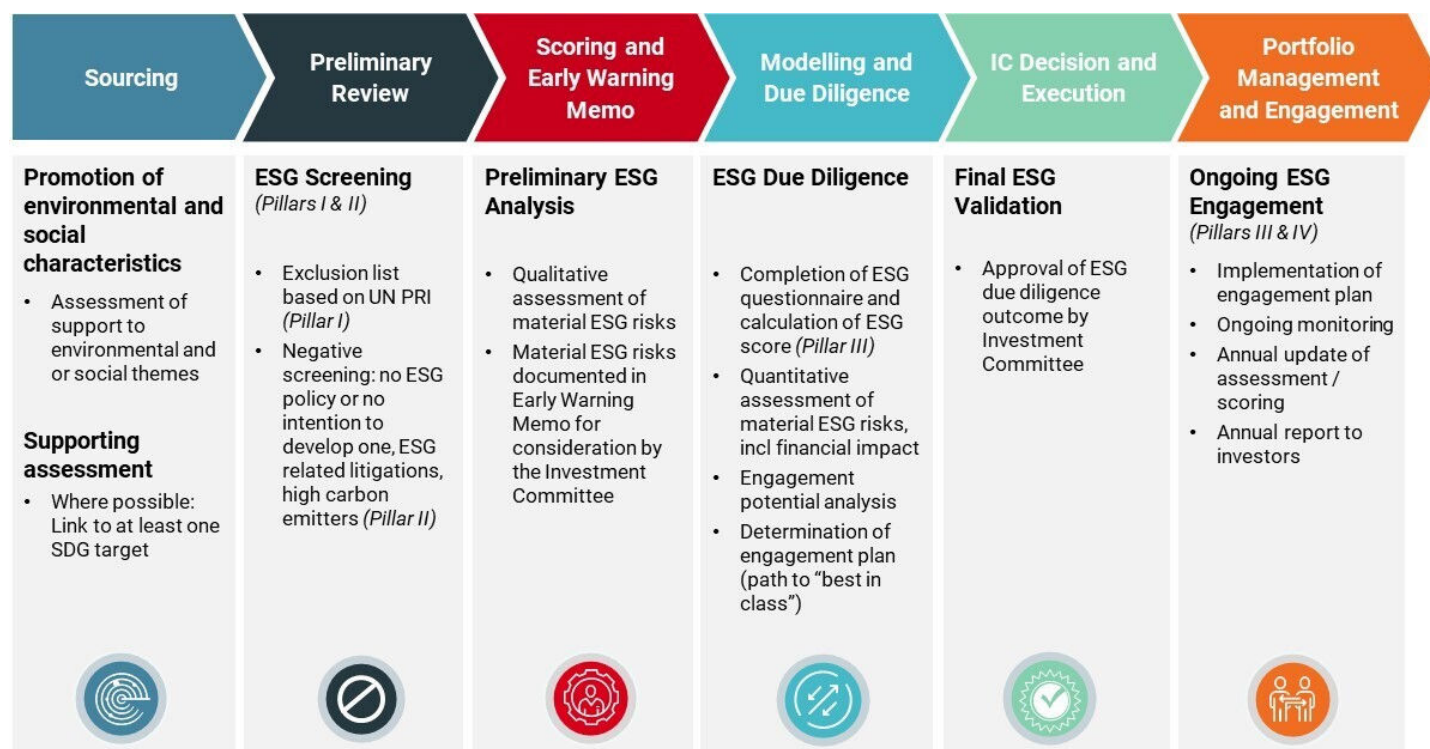 Sourcing
Preliminary
Review
Scoring and
Early Warning
Memo
Modelling and
Due Diligence
IC Decision and
Execution
Portfolio
Management
and Engagement
Promotion of
environmental and
social
characteristics
• Assessment of
support to
environmental and
or social themes
Supporting
assessment
• Where possible:
Link to at least one
SDG target
ESG Screening
(Pillars I & II)
• Exclusion list
based on UN PRI
(Pillar I)
• Negative
screening: no ESG
policy or no
intention to
develop one, ESG
related litigations,
high carbon
emitters (Pillar II)
Preliminary ESG
Analysis
• Qualitative
assessment of
material ESG risks
• Material ESG risks
documented in
Early Warning
Memo for
consideration by
the Investment
Committee
ESG Due Diligence
• Completion of ESG
questionnaire and
calculation of ESG
score (Pillar III)
• Quantitative
assessment of
material ESG risks,
incl financial impact
• Engagement
potential analysis
• Determination of
engagement plan
(path to “best in
class”)
Final ESG
Validation
• Approval of ESG
due diligence
outcome by
Investment
Committee
Ongoing ESG
Engagement
(Pillars III & IV)
• Implementation of
engagement plan
• Ongoing monitoring
• Annual update of
assessment /
scoring
• Annual report to
investors